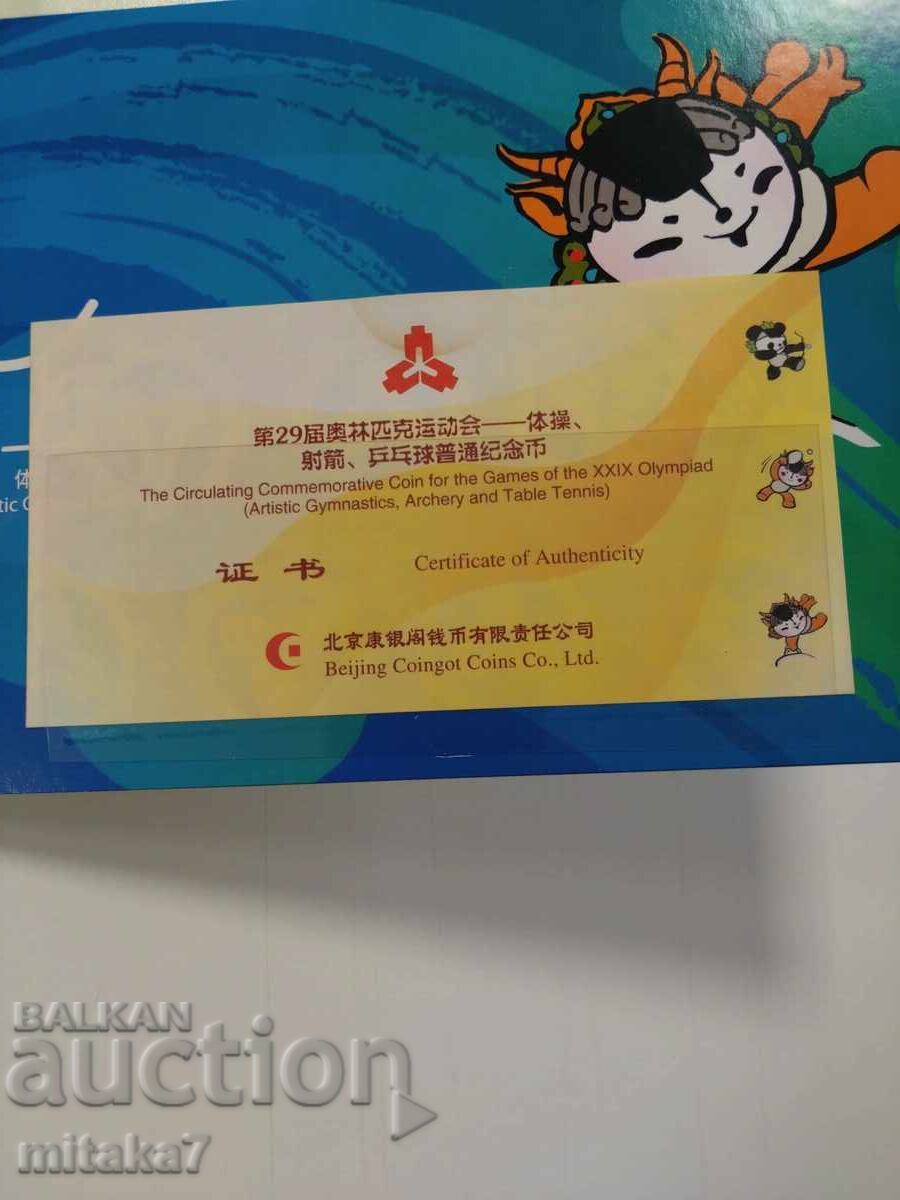 第29届奥林匹克运动会——体操、
射箭、乒乓球普通纪念币
The Circulating Commemorative Coin for the Games of the XXIX Olympiad
(Artistic Gymnastics, Archery and Table Tennis)
证书 Certificate of Authenticity
北京康银阁钱币有限责任公司
Beijing Coingot Coins Co., Ltd.
体
tic
BALKAN
auction
mitaka7